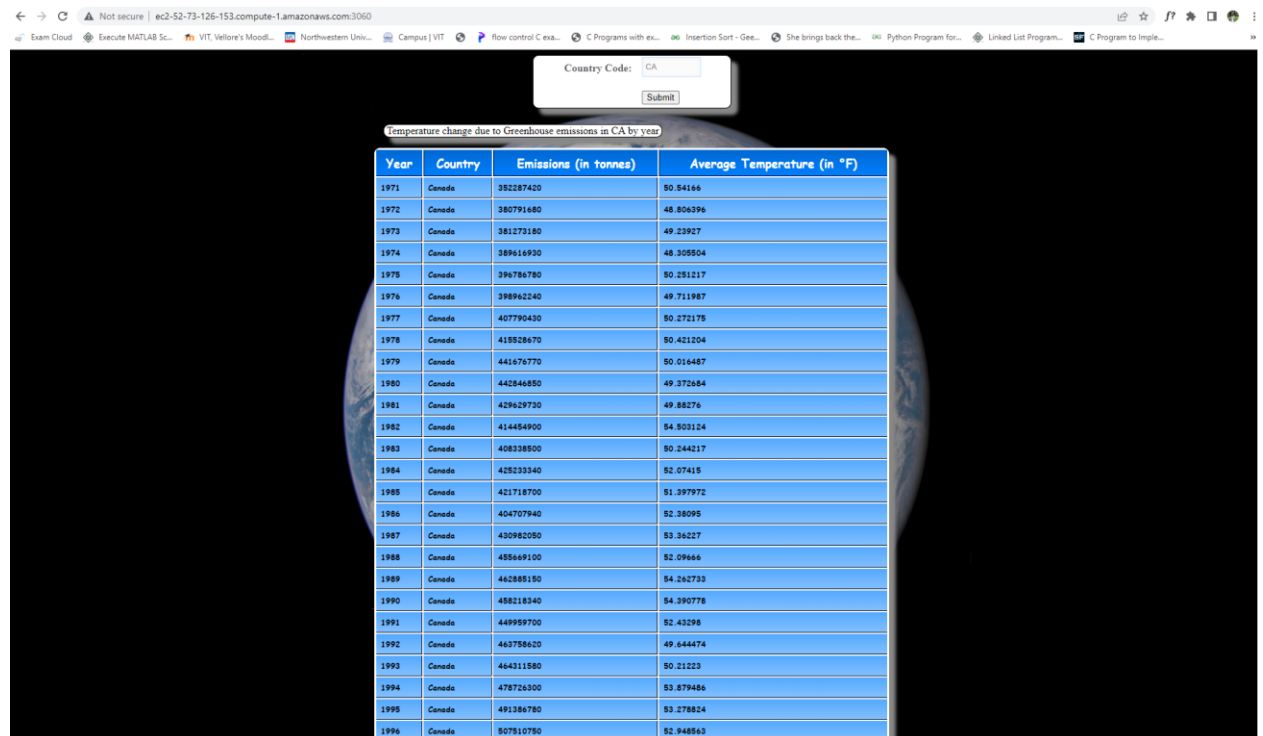 Not secure | ec2-52-73-126-153.compute-1.amazonaws.com:3060
Exam Cloud Execute MATLAB Sc... VIT, Vellore's Moodl... Northwestern Univ... Campus | VIT flow control C exa... C Programs with ex... Insertion Sort - Gee... She brings back the... Python Program for... Linked List Program... C Program to Imple... »
Country Code: CA
Submit
Temperature change due to Greenhouse emissions in CA by year
Year Country Emissions (in tonnes) Average Temperature (in °F)
1971 Canada 352287420 50.54166
1972 Canada 380791680 48.806396
1973 Canada 381273180 49.23927
1974 Canada 389616930 48.305504
1975 Canada 396786780 50.251217
1976 Canada 398962240 49.711987
1977 Canada 407790430 50.272175
1978 Canada 415528670 50.421204
1979 Canada 441676770 50.016487
1980 Canada 442846850 49.372684
1981 Canada 429629730 49.88276
1982 Canada 414454900 54.503124
1983 Canada 408338500 50.244217
1984 Canada 425233340 52.07415
1985 Canada 421718700 51.397972
1986 Canada 404707940 52.38095
1987 Canada 430982050 53.36227
1988 Canada 455669100 52.09666
1989 Canada 462885150 54.262733
1990 Canada 458218340 54.390778
1991 Canada 449959700 52.43298
1992 Canada 463758620 49.644474
1993 Canada 464311580 50.21223
1994 Canada 478726300 53.879486
1995 Canada 491386780 53.278824
1996 Canada 507510750 52.948563